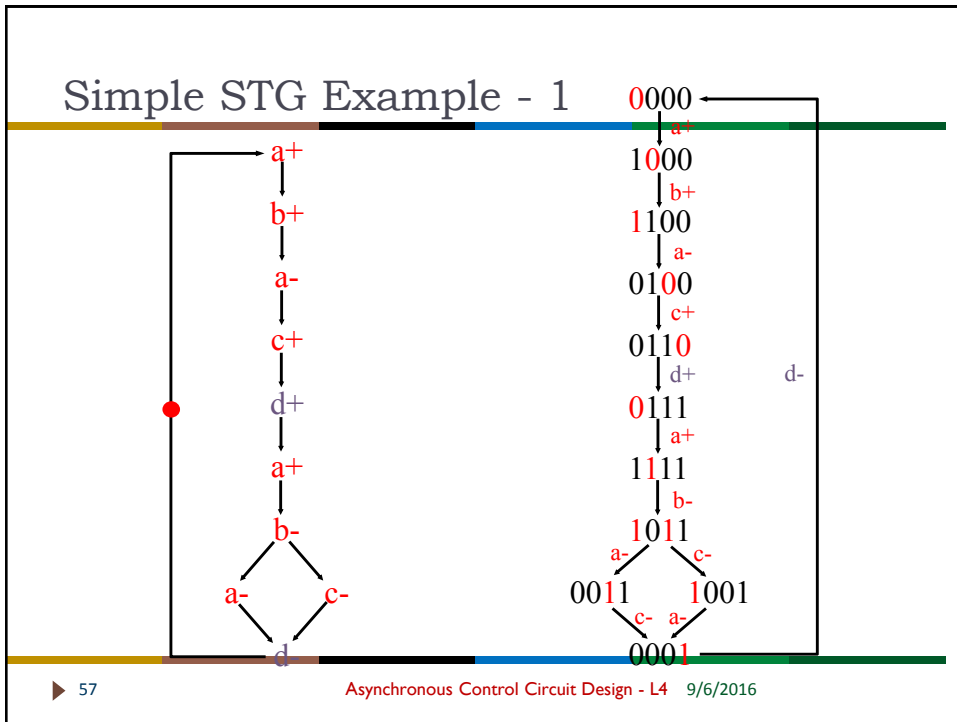 Simple STG Example - 1
a+
b+
a-
c+
d+
a+
b-
a- c-
d-
0000
a+
1000
b+
1100
a-
0100
c+
0110
d+ d-
0111
a+
1111
b-
1011
a- c-
0011 1001
c- a-
0001
57 Asynchronous Control Circuit Design - L4 9/6/2016